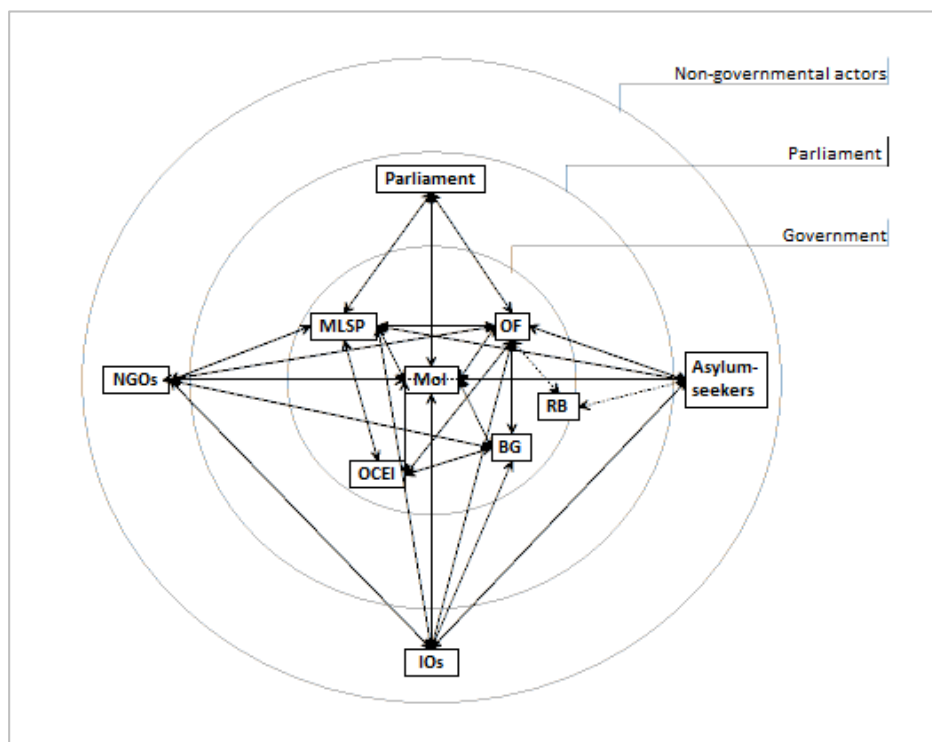 Non-governmental actors
Parliament
Parliament
Government
MLSP
OF
NGOs
MoI
Asylum-
seekers
RB
BG
OCEI
IOs